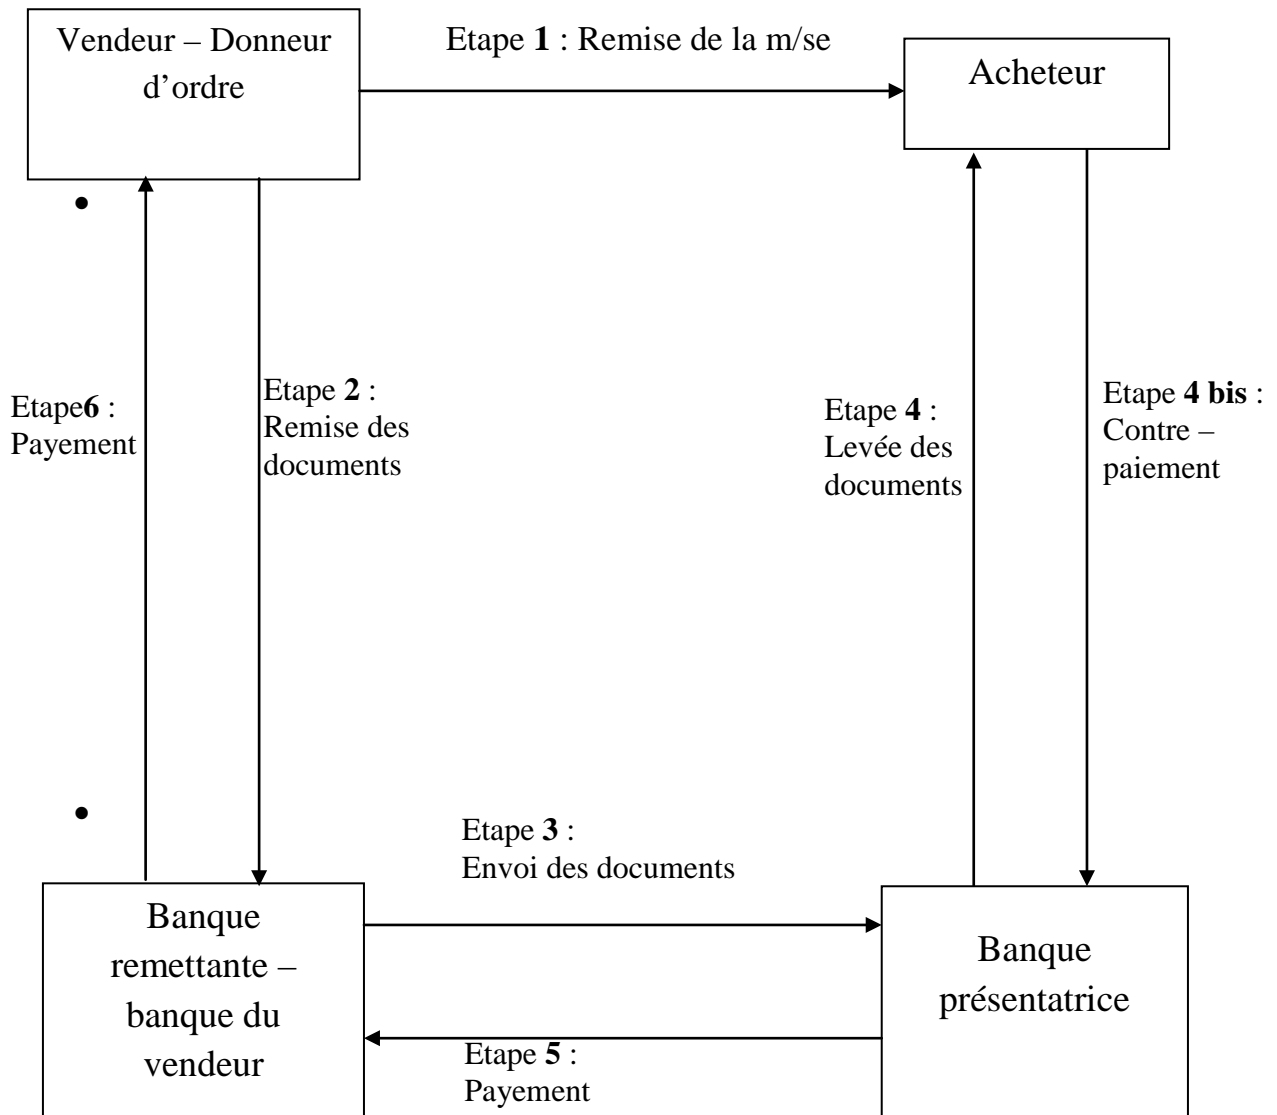 Vendeur – Donneur
d’ordre
Etape 1 : Remise de la m/se
Acheteur
Etape6 :
Payement
Etape 2 :
Remise des
documents
Etape 4 :
Levée des
documents
Etape 4 bis :
Contre –
paiement
Etape 3 :
Envoi des documents
Banque
remettante –
banque du
vendeur
Banque
présentatrice
Etape 5 :
Payement